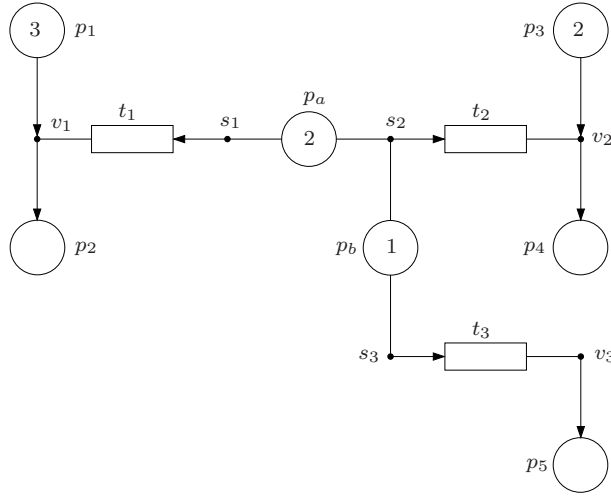 3 p₁
p₃ 2
pₐ
v₁ t₁ s₁ 2 s₂ t₂ v₂
p₂ p_b 1 p₄
s₃ t₃ v₃
p₅